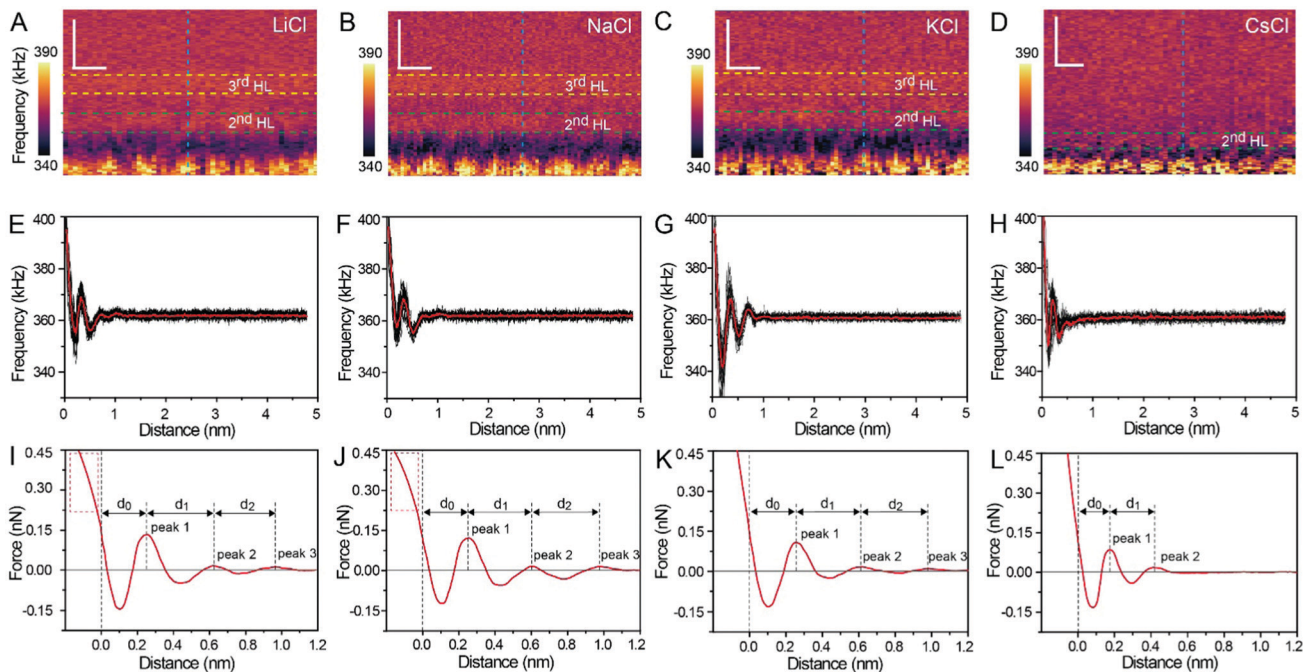 A
LiCl
390
Frequency (kHz)
340
3rd HL
2nd HL
B
NaCl
390
340
3rd HL
2nd HL
C
KCl
390
340
3rd HL
2nd HL
D
CsCl
390
340
2nd HL
E
400
380
360
340
Frequency (kHz)
0 1 2 3 4 5
Distance (nm)
F
400
380
360
340
Frequency (kHz)
0 1 2 3 4 5
Distance (nm)
G
400
380
360
340
Frequency (kHz)
0 1 2 3 4 5
Distance (nm)
H
400
380
360
340
Frequency (kHz)
0 1 2 3 4 5
Distance (nm)
I
0.45
0.30
0.15
0.00
-0.15
Force (nN)
d0 d1 d2
peak 1
peak 2
peak 3
0.0 0.2 0.4 0.6 0.8 1.0 1.2
Distance (nm)
J
0.45
0.30
0.15
0.00
-0.15
Force (nN)
d0 d1 d2
peak 1
peak 2
peak 3
0.0 0.2 0.4 0.6 0.8 1.0 1.2
Distance (nm)
K
0.45
0.30
0.15
0.00
-0.15
Force (nN)
d0 d1 d2
peak 1
peak 2
peak 3
0.0 0.2 0.4 0.6 0.8 1.0 1.2
Distance (nm)
L
0.45
0.30
0.15
0.00
-0.15
Force (nN)
d0 d1
peak 1
peak 2
0.0 0.2 0.4 0.6 0.8 1.0 1.2
Distance (nm)